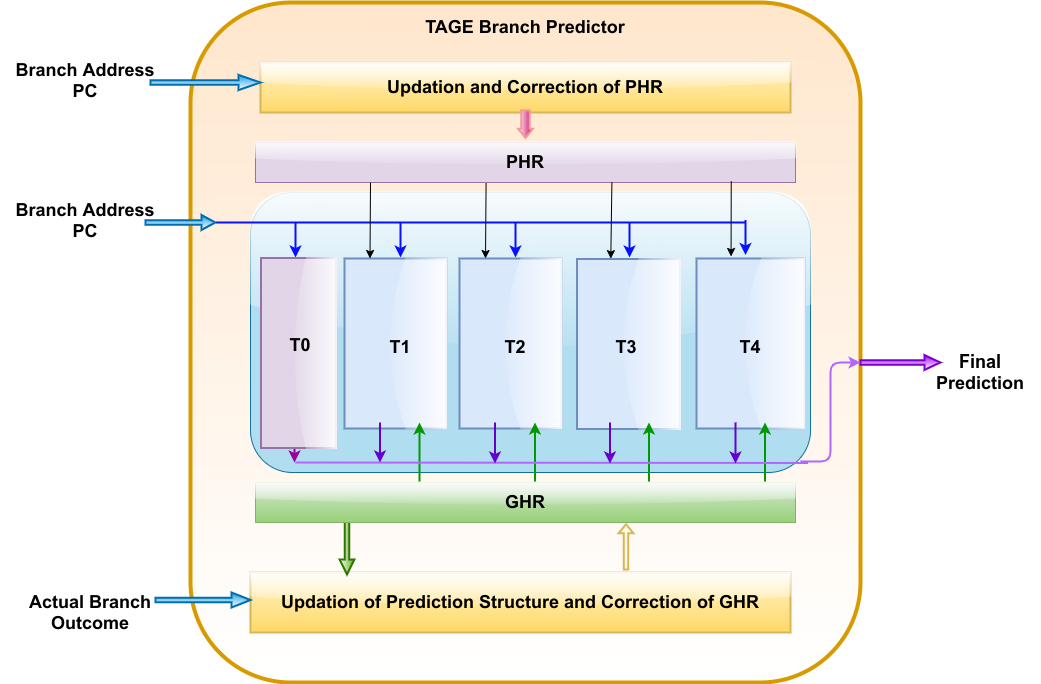 TAGE Branch Predictor
Branch Address
PC
Updation and Correction of PHR
PHR
Branch Address
PC
T0
T1
T2
T3
T4
Final
Prediction
GHR
Actual Branch
Outcome
Updation of Prediction Structure and Correction of GHR